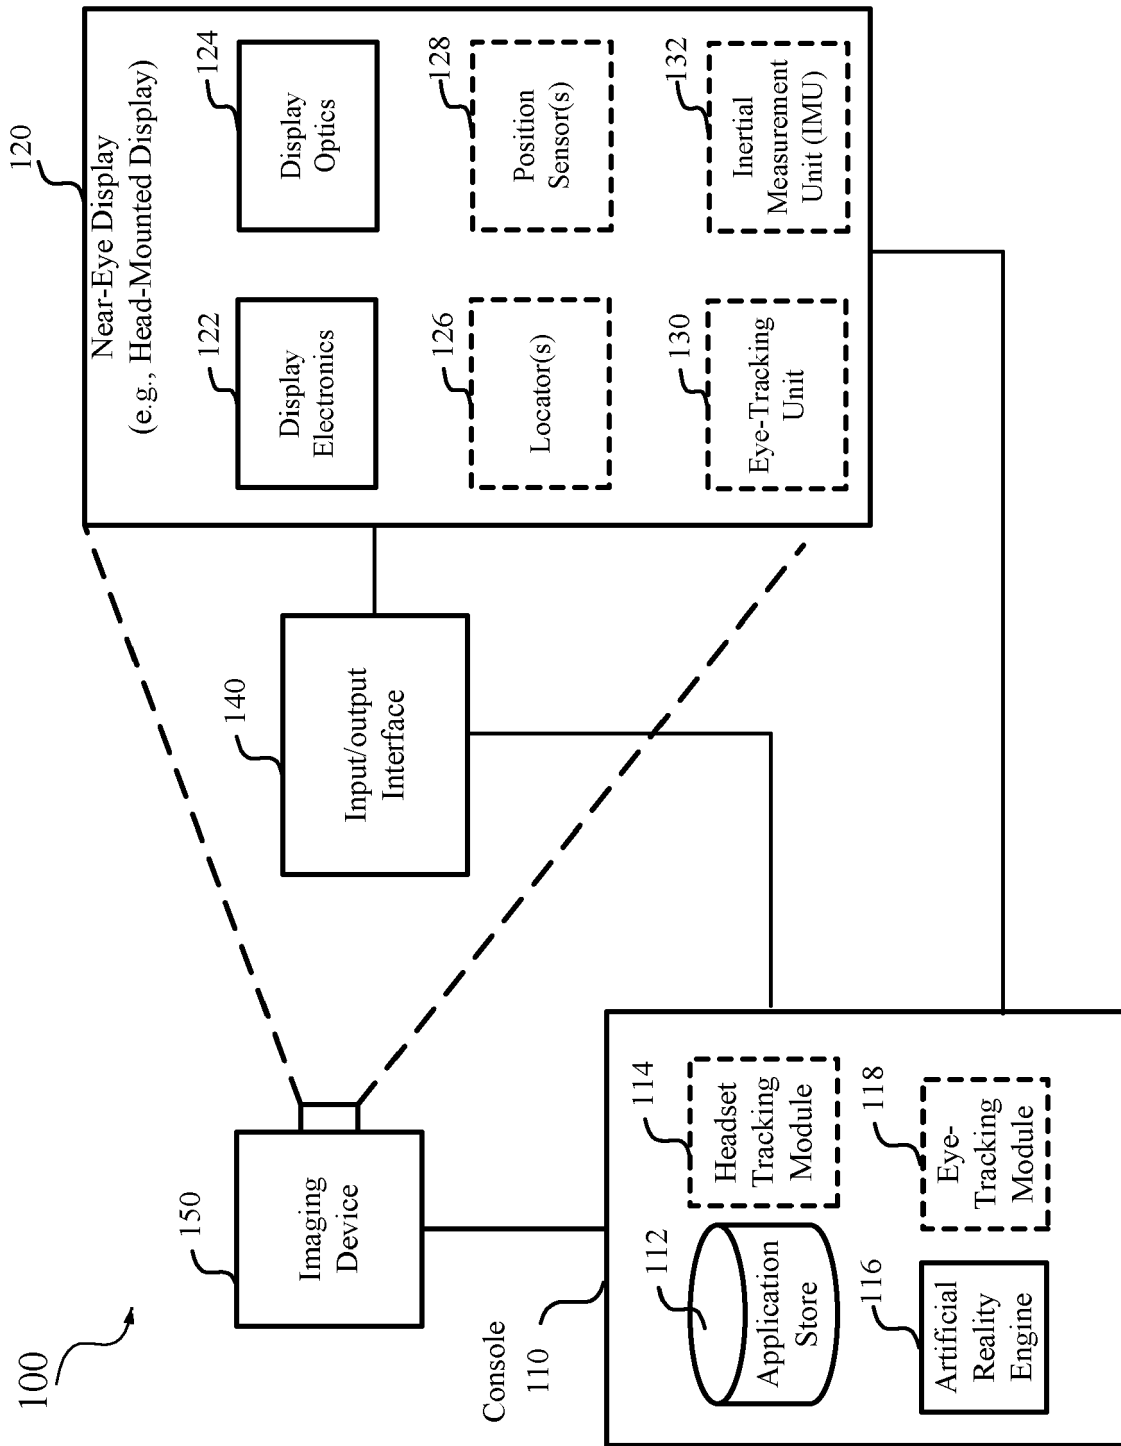 100
150
Imaging
Device
140
Input/output
Interface
120
Near-Eye Display
(e.g., Head-Mounted Display)
122
Display
Electronics
124
Display
Optics
126
Locator(s)
128
Position
Sensor(s)
130
Eye-Tracking
Unit
132
Inertial
Measurement
Unit (IMU)
Console
110
112
Application
Store
114
Headset
Tracking
Module
116
Artificial
Reality
Engine
118
Eye-
Tracking
Module